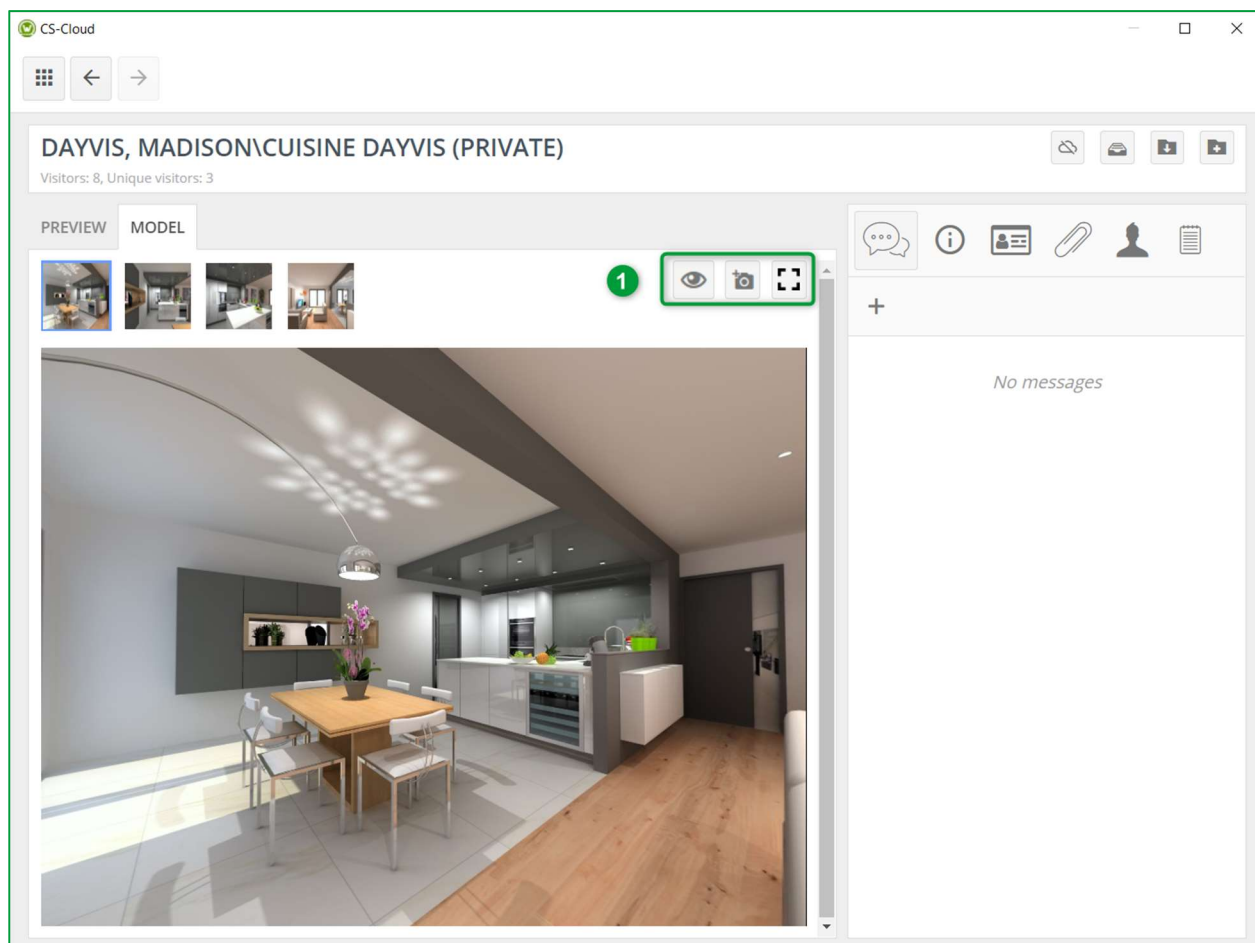 CS-Cloud
DAYVIS, MADISON\CUISINE DAYVIS (PRIVATE)
Visitors: 8, Unique visitors: 3
PREVIEW MODEL
1
+
No messages